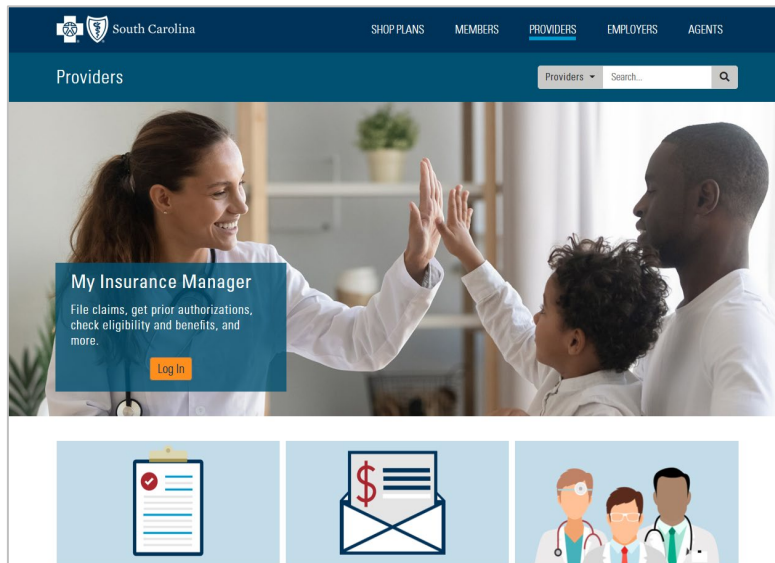 South Carolina
SHOP PLANS
MEMBERS
PROVIDERS
EMPLOYERS
AGENTS
Providers
Providers
Search...
My Insurance Manager
File claims, get prior authorizations,
check eligibility and benefits, and
more.
Log In
$